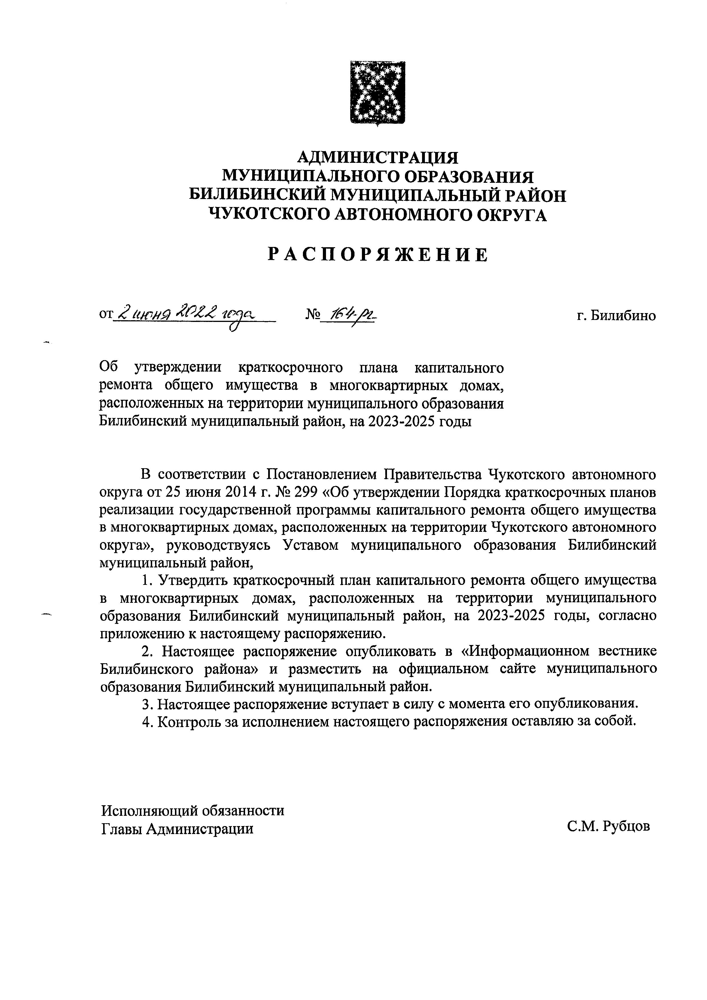 АДМИНИСТРАЦИЯ
МУНИЦИПАЛЬНОГО ОБРАЗОВАНИЯ
БИЛИБИНСКИЙ МУНИЦИПАЛЬНЫЙ РАЙОН
ЧУКОТСКОГО АВТОНОМНОГО ОКРУГА
Р А С П О Р Я Ж Е Н И Е
от 2 июня 2022 года № 164-рг г. Билибино
Об утверждении краткосрочного плана капитального
ремонта общего имущества в многоквартирных домах,
расположенных на территории муниципального образования
Билибинский муниципальный район, на 2023-2025 годы
В соответствии с Постановлением Правительства Чукотского автономного
округа от 25 июня 2014 г. № 299 «Об утверждении Порядка краткосрочных планов
реализации государственной программы капитального ремонта общего имущества
в многоквартирных домах, расположенных на территории Чукотского автономного
округа», руководствуясь Уставом муниципального образования Билибинский
муниципальный район,
1. Утвердить краткосрочный план капитального ремонта общего имущества
в многоквартирных домах, расположенных на территории муниципального
образования Билибинский муниципальный район, на 2023-2025 годы, согласно
приложению к настоящему распоряжению.
2. Настоящее распоряжение опубликовать в «Информационном вестнике
Билибинского района» и разместить на официальном сайте муниципального
образования Билибинский муниципальный район.
3. Настоящее распоряжение вступает в силу с момента его опубликования.
4. Контроль за исполнением настоящего распоряжения оставляю за собой.
Исполняющий обязанности
Главы Администрации С.М. Рубцов